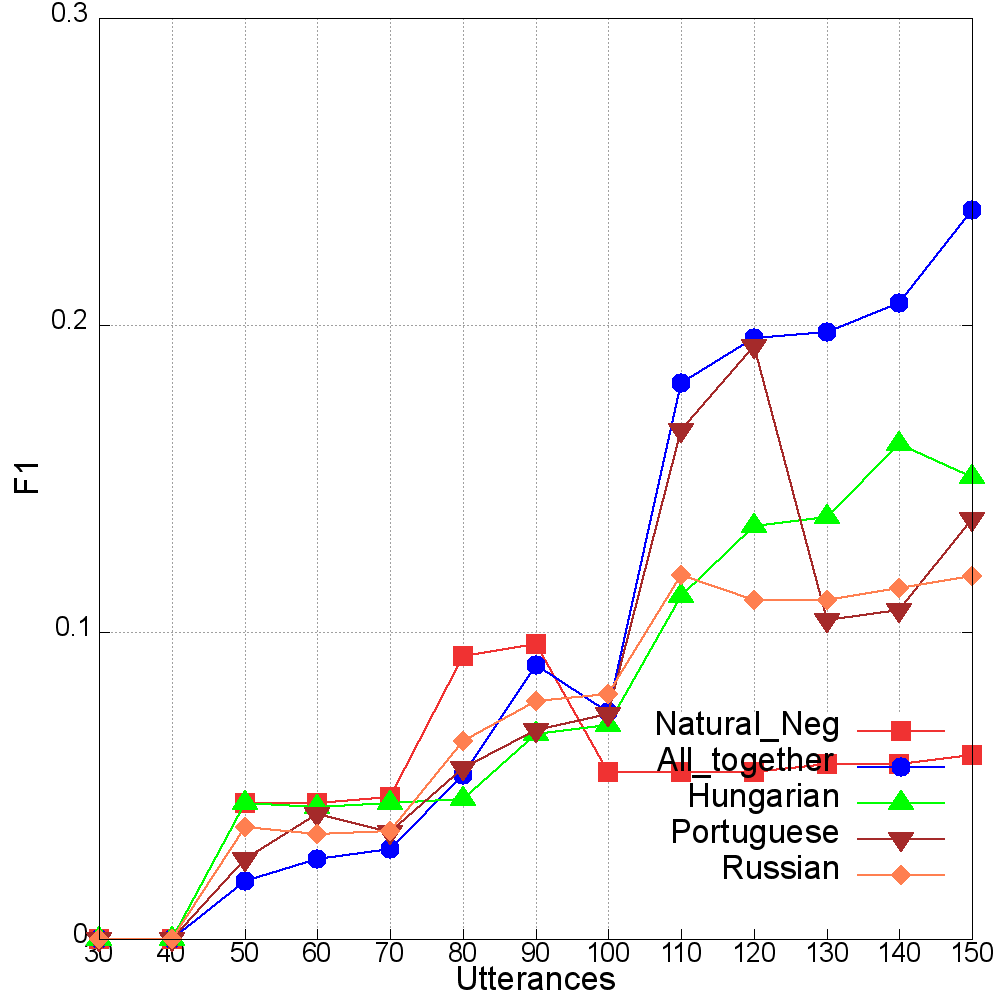 0.3
0.2
0.1
0
F1
30 40 50 60 70 80 90 100 110 120 130 140 150
Utterances
Natural_Neg
All_together
Hungarian
Portuguese
Russian